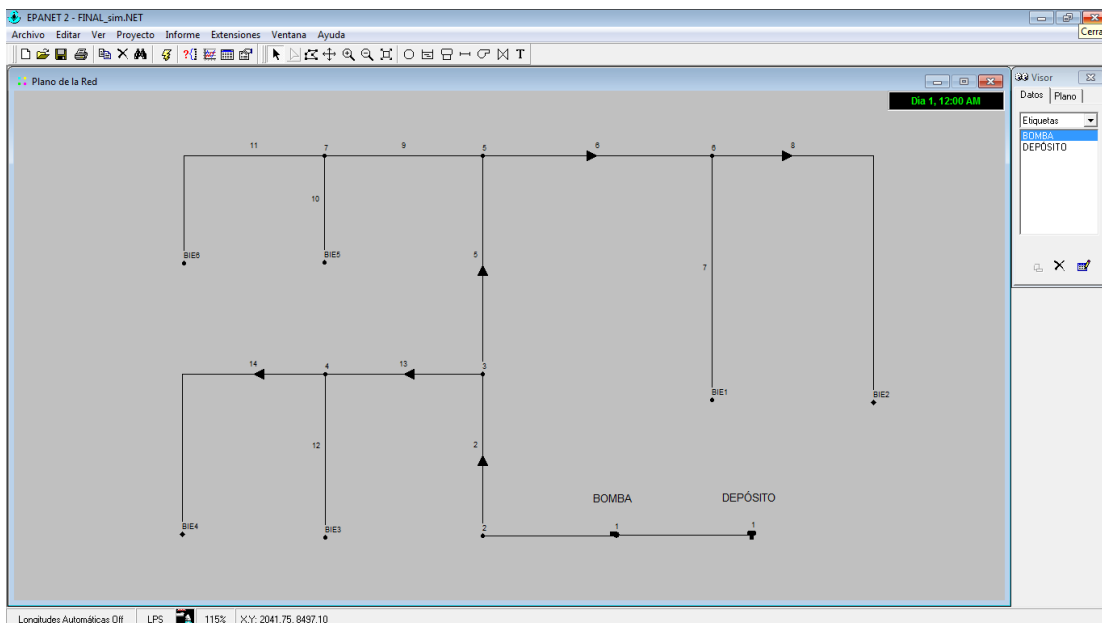 EPANET 2 - FINAL_sim.NET
Archivo Editar Ver Proyecto Informe Extensiones Ventana Ayuda
Cerra
T
Plano de la Red
Visor
Datos Plano
Día 1, 12:00 AM
Etiquetas
BOMBA
DEPÓSITO
11 7 9 5 6 6 8
10
BIE6 BIE5 5
7
14 4 13 3
BIE1 BIE2
12 2
BOMBA DEPÓSITO
BIE4 BIE3 2 1 1
Longitudes Automáticas Off LPS 115% X,Y: 2041.75, 8497.10